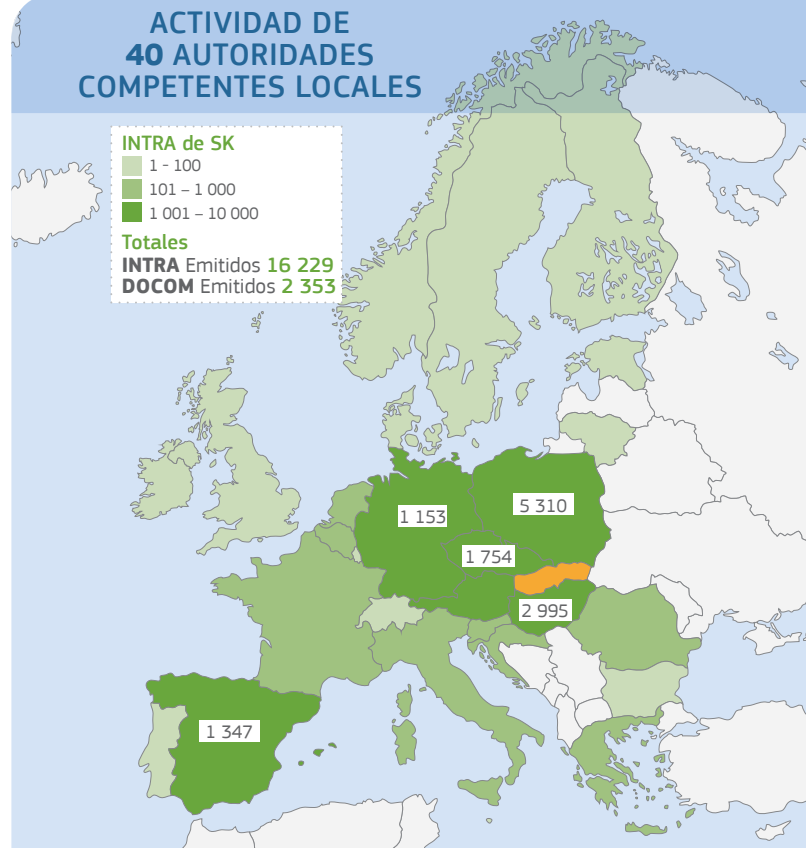 ACTIVIDAD DE
40 AUTORIDADES
COMPETENTES LOCALES
INTRA de SK
1 - 100
101 – 1 000
1 001 – 10 000
Totales
INTRA Emitidos 16 229
DOCOM Emitidos 2 353
5 310
1 153
1 754
2 995
1 347